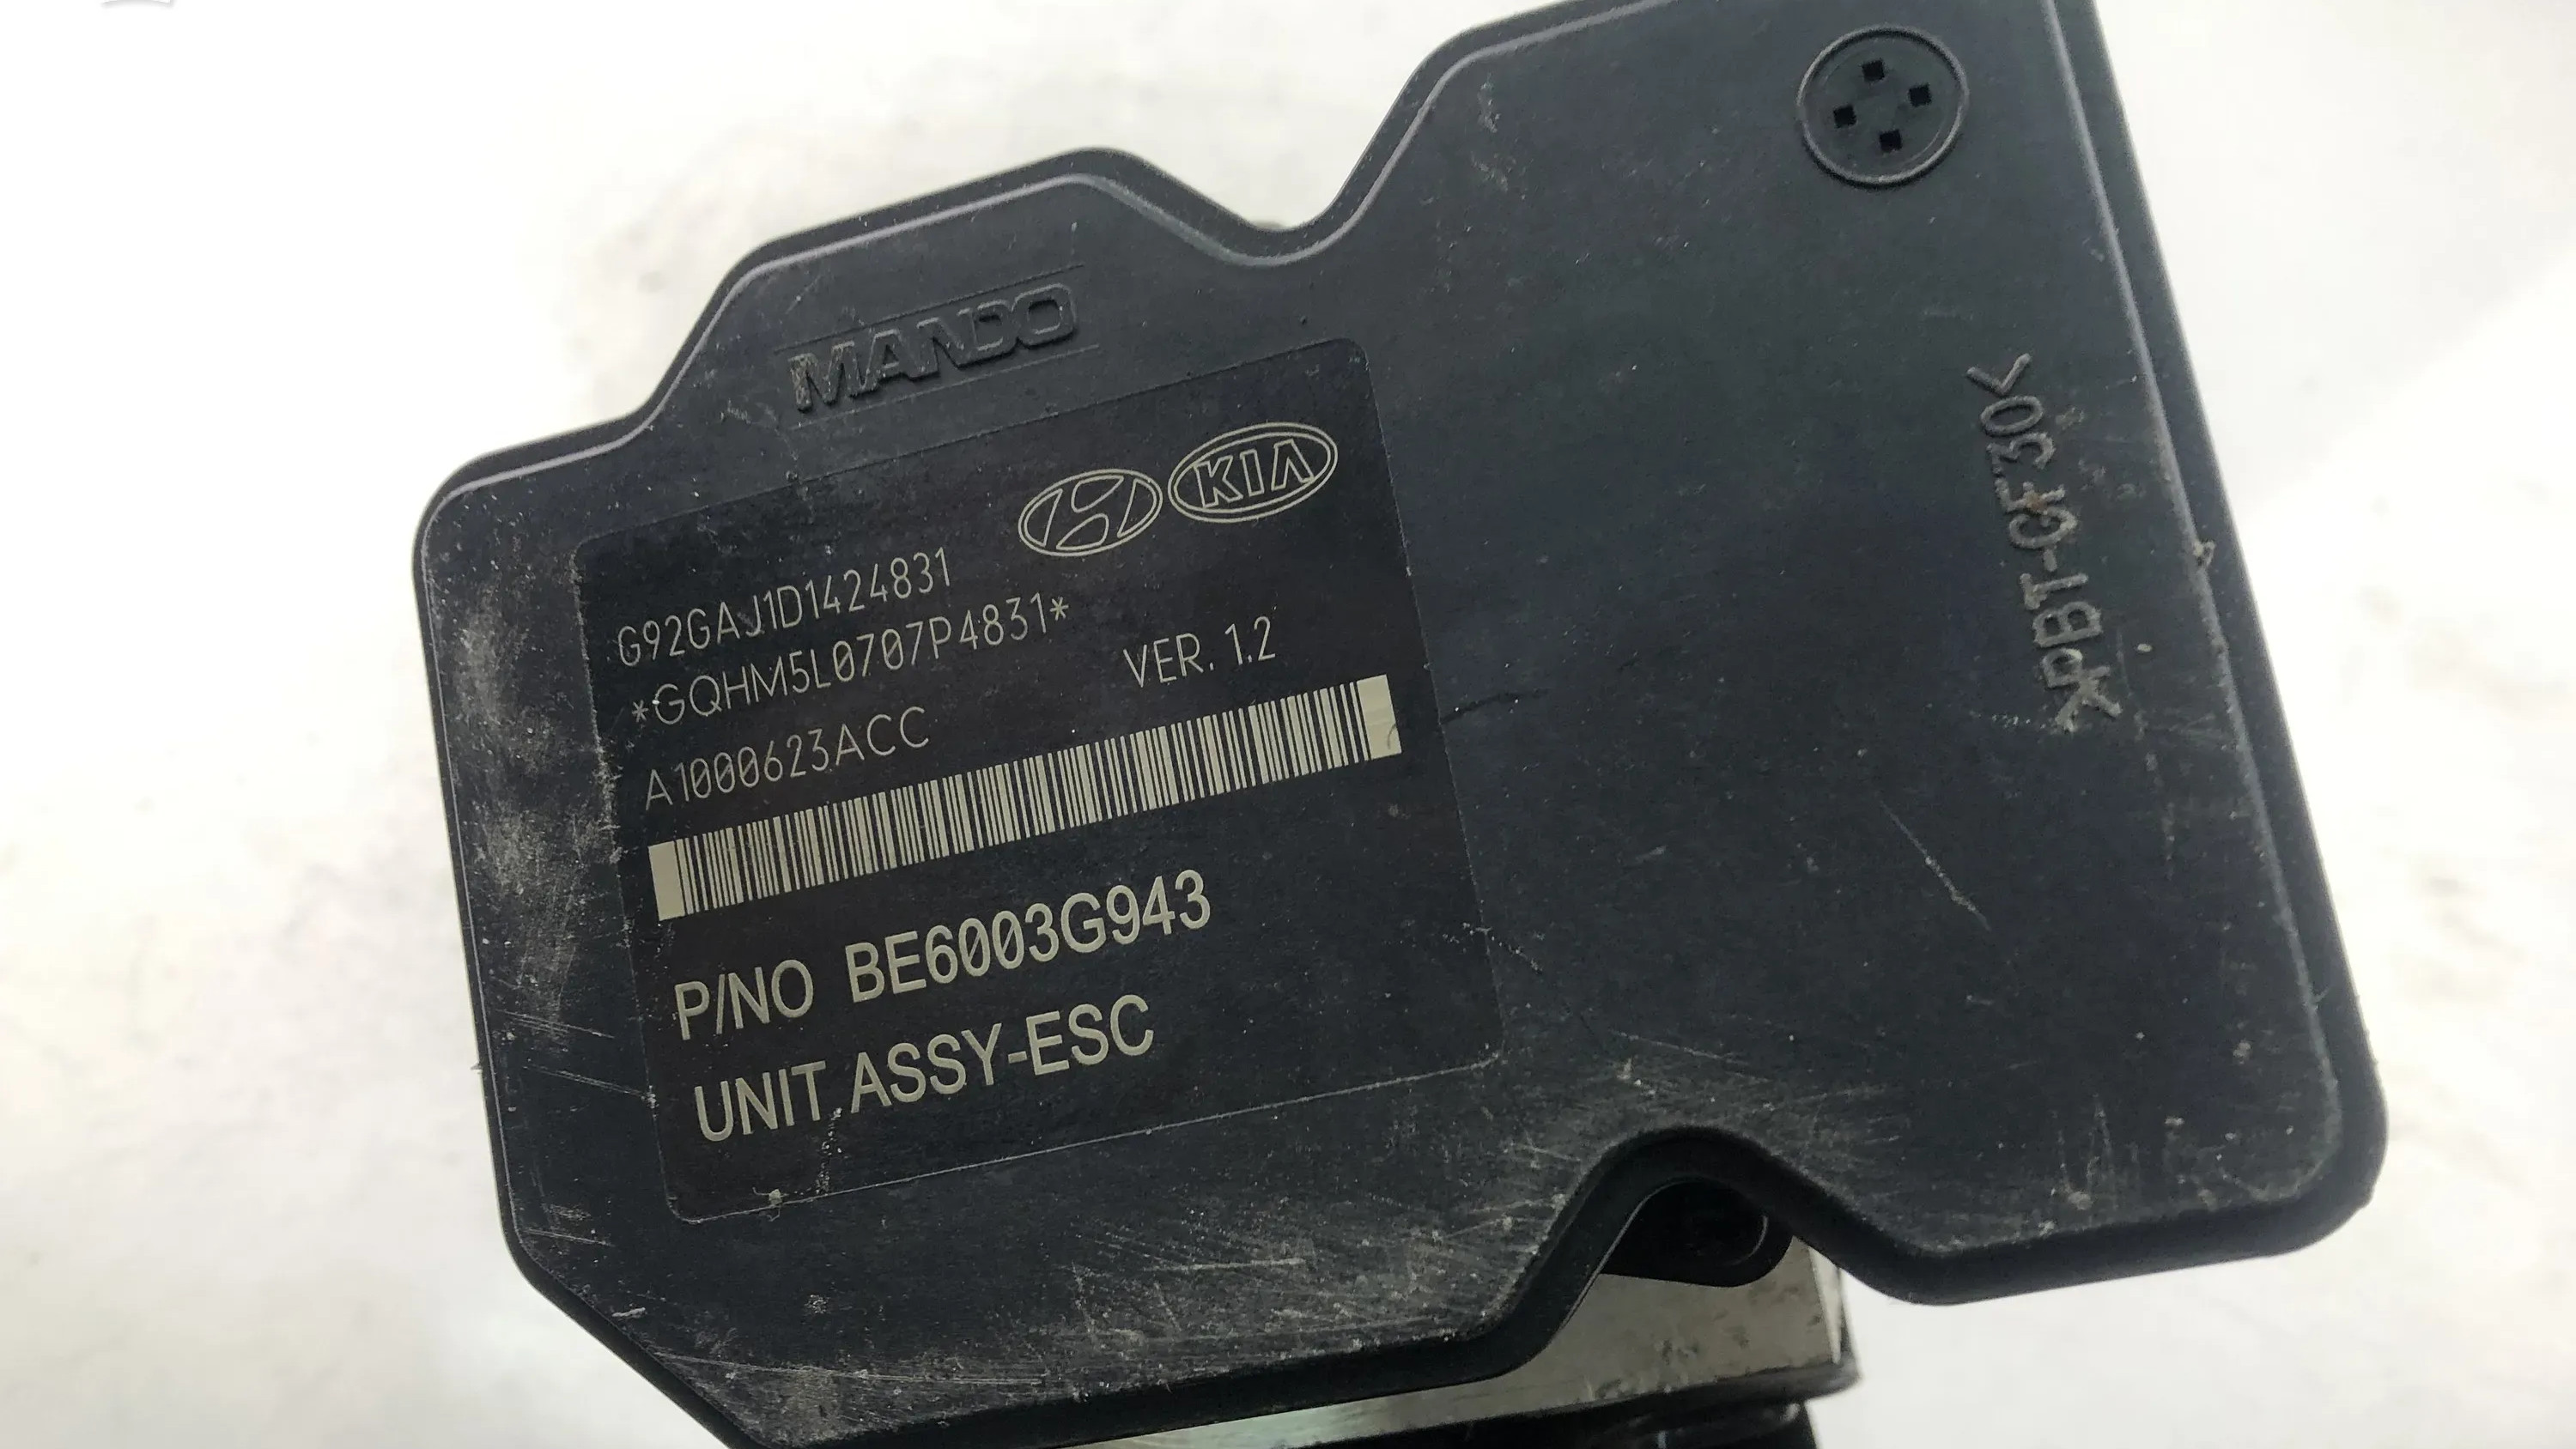 MANDO
KIA
G92GAJ1D1424831
*GQHM5L0707P4831*
VER. 1.2
A1000623ACC
P/NO BE6003G943
UNIT ASSY-ESC
>PBT-GF30<